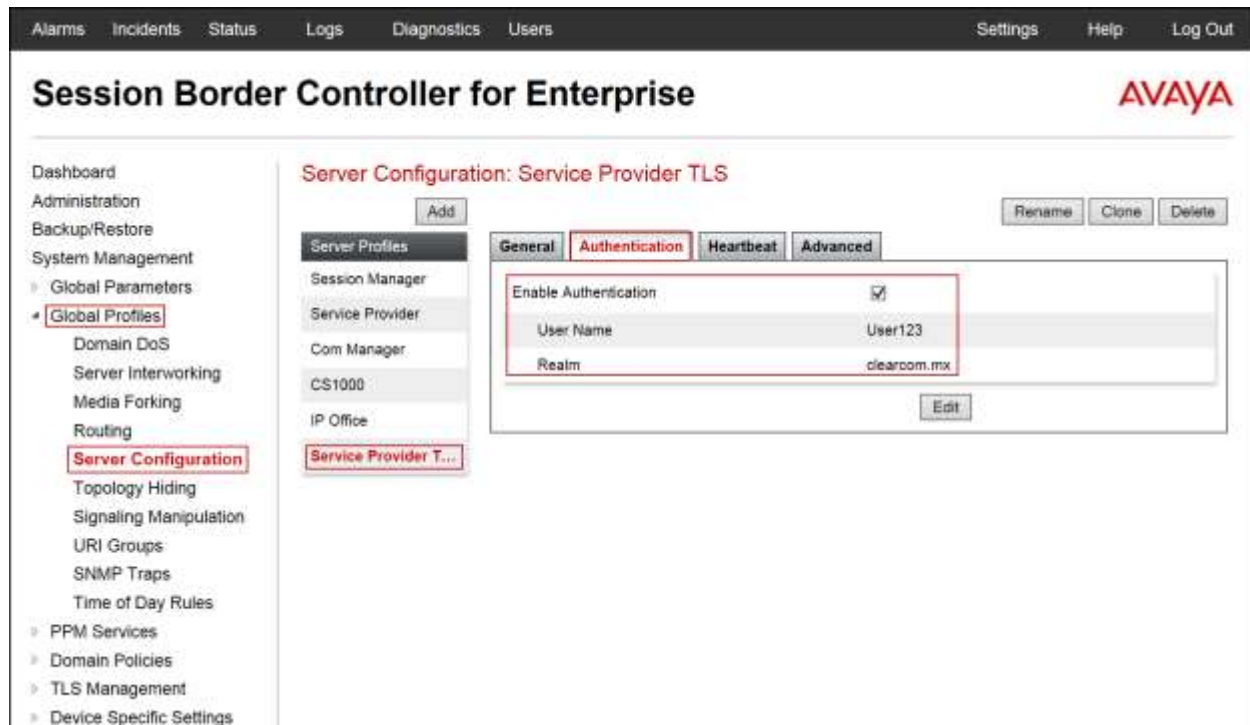 Alarms Incidents Status Logs Diagnostics Users Settings Help Log Out
Session Border Controller for Enterprise
AVAYA
Dashboard
Administration
Backup/Restore
System Management
Global Parameters
Global Profiles
Domain DoS
Server Interworking
Media Forking
Routing
Server Configuration
Topology Hiding
Signaling Manipulation
URI Groups
SNMP Traps
Time of Day Rules
PPM Services
Domain Policies
TLS Management
Device Specific Settings
Server Configuration: Service Provider TLS
Add
Rename Clone Delete
Server Profiles
Session Manager
Service Provider
Com Manager
CS1000
IP Office
Service Provider T...
General Authentication Heartbeat Advanced
Enable Authentication
User Name User123
Realm clearcom.mx
Edit